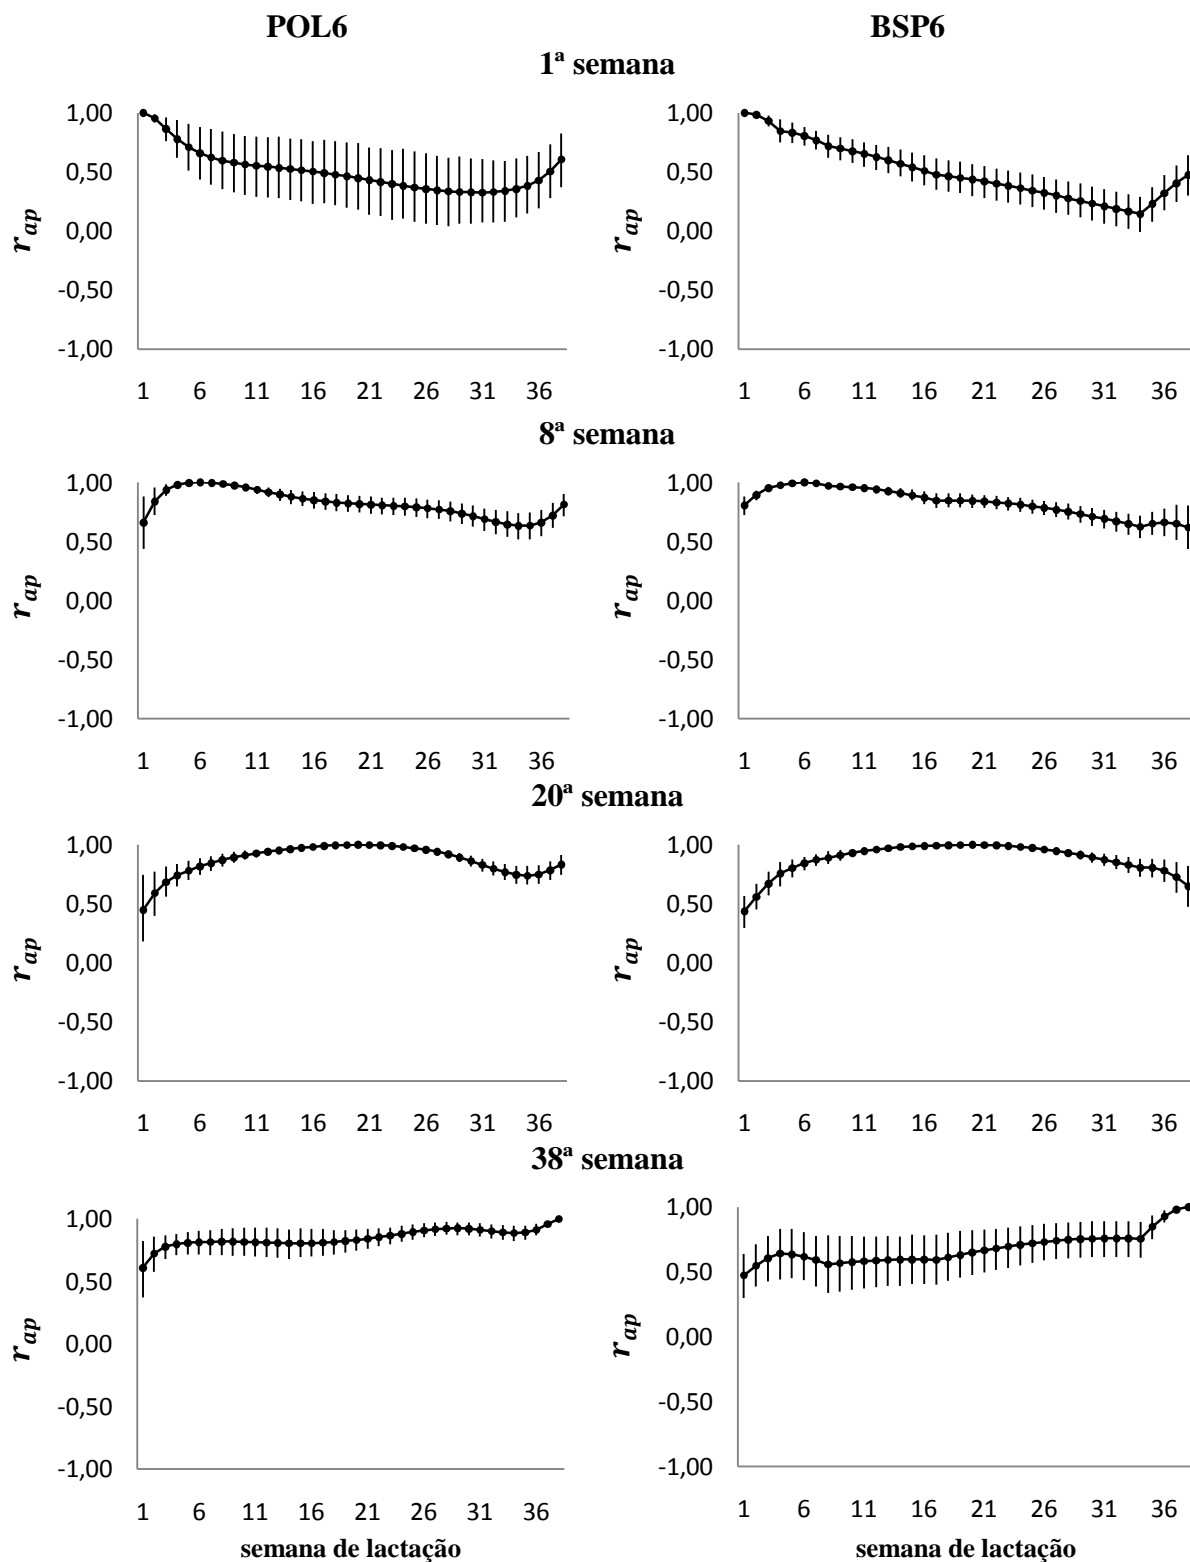 POL6 BSP6
1ª semana
1,00 1,00
0,50 0,50
0,00 0,00
-0,50 -0,50
-1,00 -1,00
r_ap r_ap
1 6 11 16 21 26 31 36 1 6 11 16 21 26 31 36
8ª semana
1,00 1,00
0,50 0,50
0,00 0,00
-0,50 -0,50
-1,00 -1,00
r_ap r_ap
1 6 11 16 21 26 31 36 1 6 11 16 21 26 31 36
20ª semana
1,00 1,00
0,50 0,50
0,00 0,00
-0,50 -0,50
-1,00 -1,00
r_ap r_ap
1 6 11 16 21 26 31 36 1 6 11 16 21 26 31 36
38ª semana
1,00 1,00
0,50 0,50
0,00 0,00
-0,50 -0,50
-1,00 -1,00
r_ap r_ap
1 6 11 16 21 26 31 36 1 6 11 16 21 26 31 36
semana de lactação semana de lactação